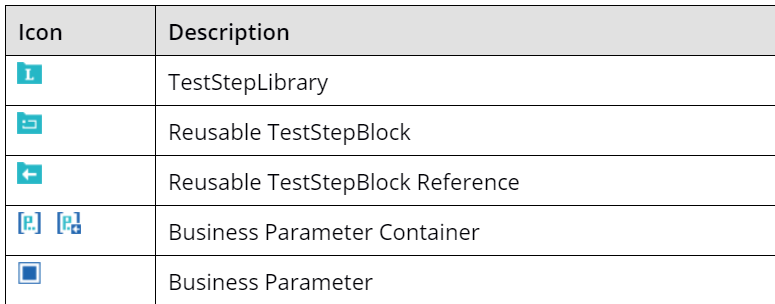 Icon Description
L TestStepLibrary
Reusable TestStepBlock
Reusable TestStepBlock Reference
[P..] [P..] Business Parameter Container
Business Parameter